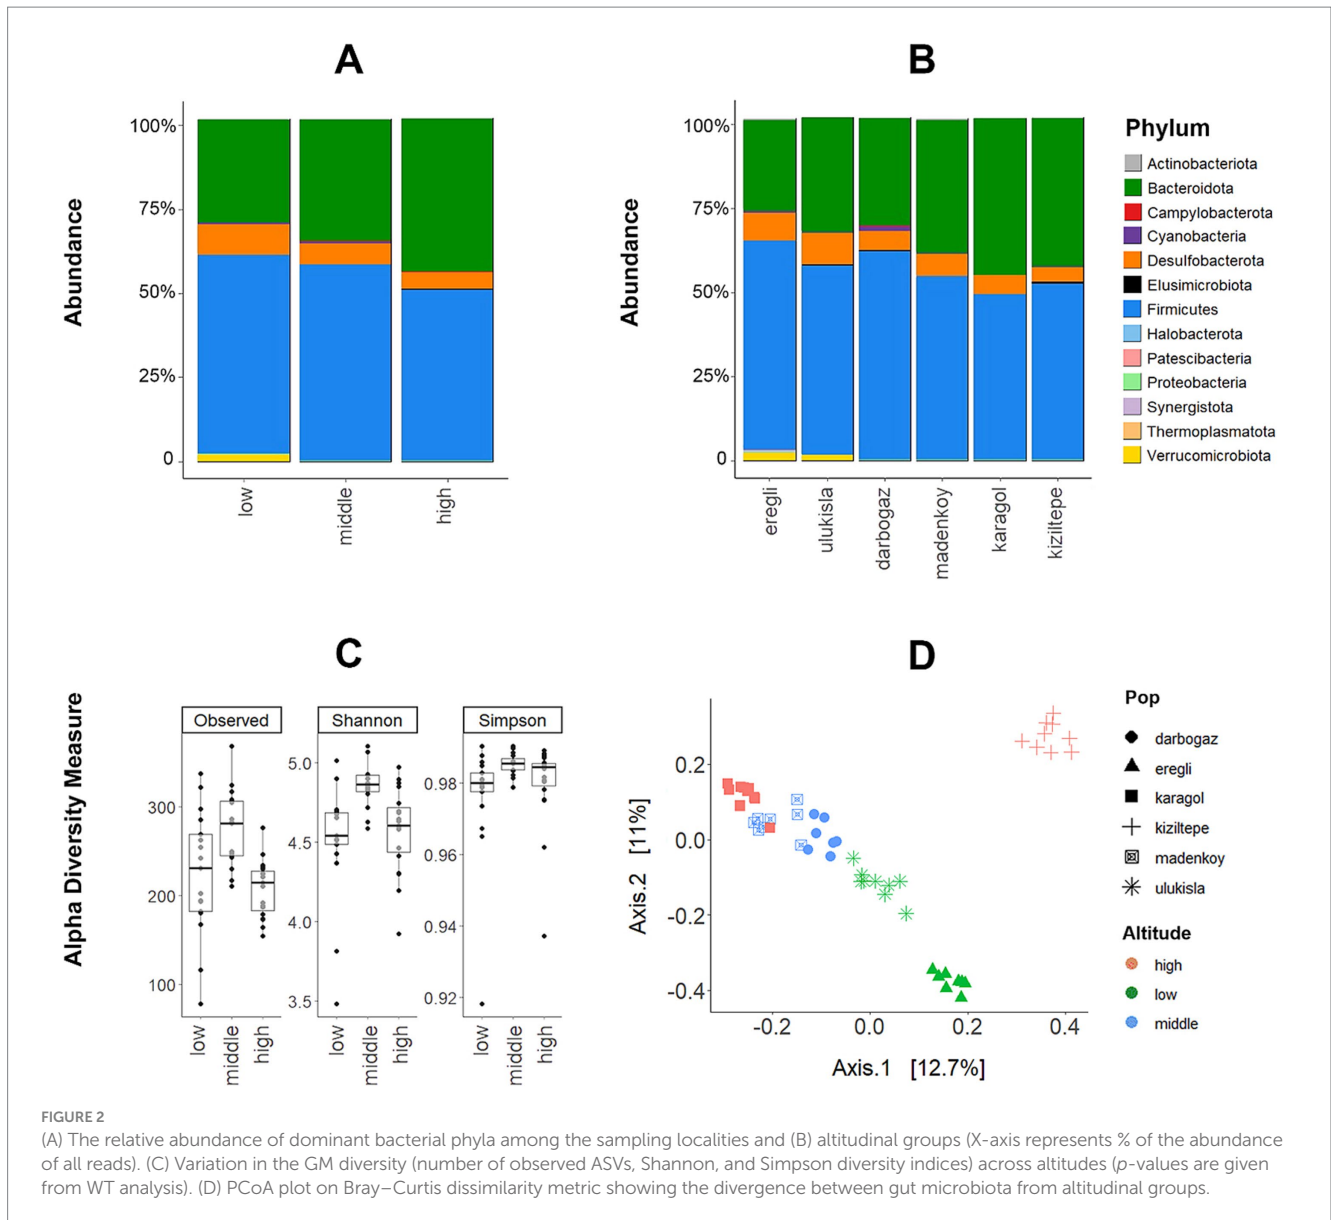 A
Abundance
100%
75%
50%
25%
0
low
middle
high
B
Abundance
100%
75%
50%
25%
0
eregli
ulukisla
darbogaz
madenkoy
karagol
kiziltepe
Phylum
Actinobacteriota
Bacteroidota
Campylobacterota
Cyanobacteria
Desulfobacterota
Elusimicrobiota
Firmicutes
Halobacterota
Patescibacteria
Proteobacteria
Synergistota
Thermoplasmatota
Verrucomicrobiota
C
Alpha Diversity Measure
Observed
300
200
100
low
middle
high
Shannon
5.0
4.5
4.0
3.5
low
middle
high
Simpson
0.98
0.96
0.94
0.92
low
middle
high
D
Axis.2 [11%]
0.2
0.0
-0.2
-0.4
-0.2
0.0
0.2
0.4
Axis.1 [12.7%]
Pop
darbogaz
eregli
karagol
kiziltepe
madenkoy
ulukisla
Altitude
high
low
middle
FIGURE 2
(A) The relative abundance of dominant bacterial phyla among the sampling localities and (B) altitudinal groups (X-axis represents % of the abundance
of all reads). (C) Variation in the GM diversity (number of observed ASVs, Shannon, and Simpson diversity indices) across altitudes (p-values are given
from WT analysis). (D) PCoA plot on Bray–Curtis dissimilarity metric showing the divergence between gut microbiota from altitudinal groups.